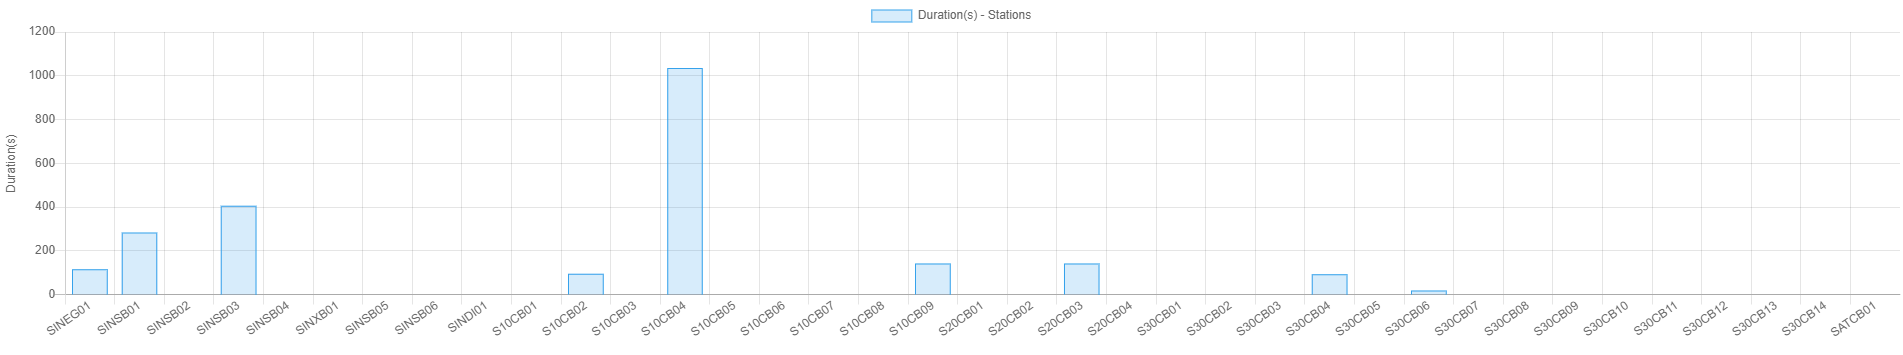 Duration(s) - Stations
1200
1000
800
600
400
200
0
Duration(s)
SINEG01
SINSB01
SINSB02
SINSB03
SINSB04
SINXB01
SINSB05
SINSB06
SINDI01
S10CB01
S10CB02
S10CB03
S10CB04
S10CB05
S10CB06
S10CB07
S10CB08
S10CB09
S20CB01
S20CB02
S20CB03
S20CB04
S30CB01
S30CB02
S30CB03
S30CB04
S30CB05
S30CB06
S30CB07
S30CB08
S30CB09
S30CB10
S30CB11
S30CB12
S30CB13
S30CB14
SATCB01